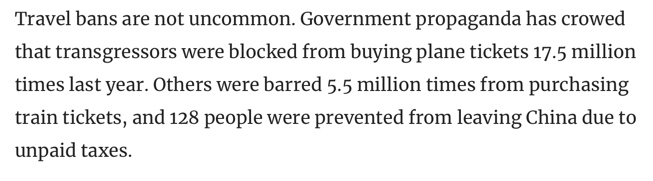 Travel bans are not uncommon. Government propaganda has crowed
that transgressors were blocked from buying plane tickets 17.5 million
times last year. Others were barred 5.5 million times from purchasing
train tickets, and 128 people were prevented from leaving China due to
unpaid taxes.